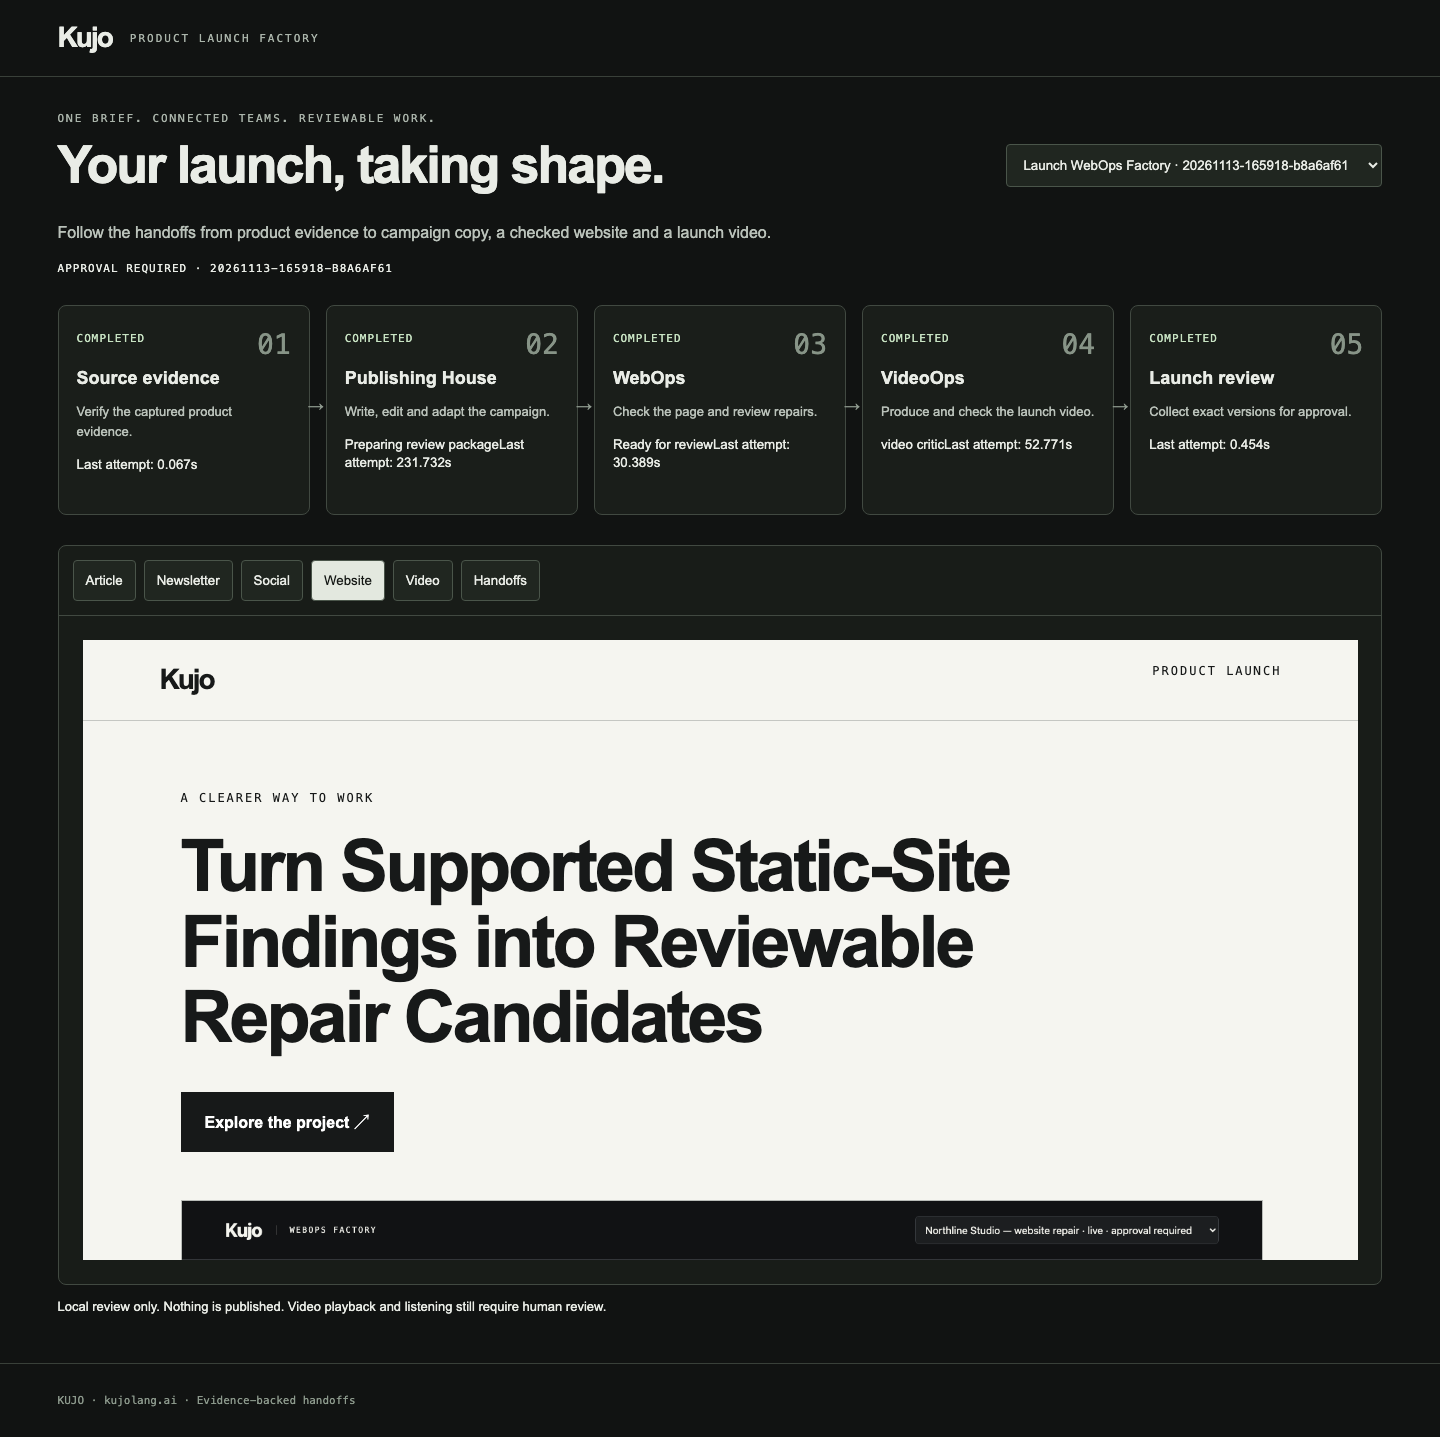 Kujo PRODUCT LAUNCH FACTORY
ONE BRIEF. CONNECTED TEAMS. REVIEWABLE WORK.
Your launch, taking shape.
Launch WebOps Factory · 20261113-165918-b8a6af61
Follow the handoffs from product evidence to campaign copy, a checked website and a launch video.
APPROVAL REQUIRED · 20261113-165918-B8A6AF61
COMPLETED 01
Source evidence
Verify the captured product
evidence.
Last attempt: 0.067s
→
COMPLETED 02
Publishing House
Write, edit and adapt the campaign.
Preparing review packageLast
attempt: 231.732s
→
COMPLETED 03
WebOps
Check the page and review repairs.
Ready for reviewLast attempt:
30.389s
→
COMPLETED 04
VideoOps
Produce and check the launch video.
video criticLast attempt: 52.771s
→
COMPLETED 05
Launch review
Collect exact versions for approval.
Last attempt: 0.454s
Article Newsletter Social Website Video Handoffs
Kujo PRODUCT LAUNCH
A CLEARER WAY TO WORK
Turn Supported Static-Site
Findings into Reviewable
Repair Candidates
Explore the project ↗
Kujo WEBOPS FACTORY Northline Studio — website repair · live · approval required
Local review only. Nothing is published. Video playback and listening still require human review.
KUJO · kujolang.ai · Evidence-backed handoffs